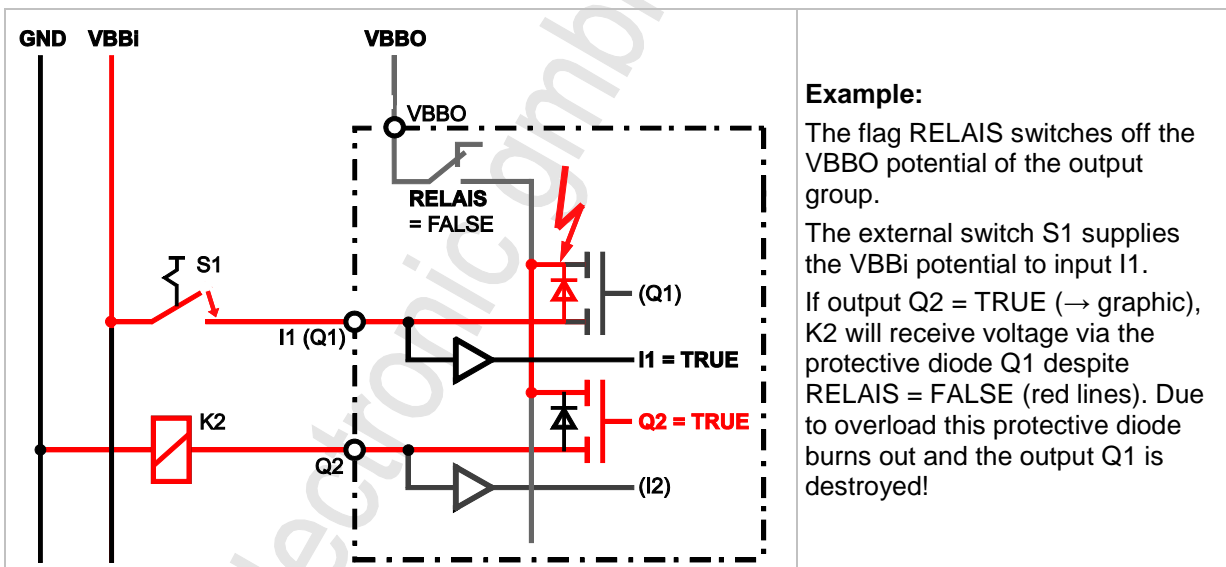 GND VBBi VBBO
VBBO
RELAIS
= FALSE
S1
(Q1)
I1 (Q1)
I1 = TRUE
K2
Q2 = TRUE
Q2
(I2)
Example:
The flag RELAIS switches off the
VBBO potential of the output
group.
The external switch S1 supplies
the VBBi potential to input I1.
If output Q2 = TRUE (→ graphic),
K2 will receive voltage via the
protective diode Q1 despite
RELAIS = FALSE (red lines). Due
to overload this protective diode
burns out and the output Q1 is
destroyed!
electronic gmbh